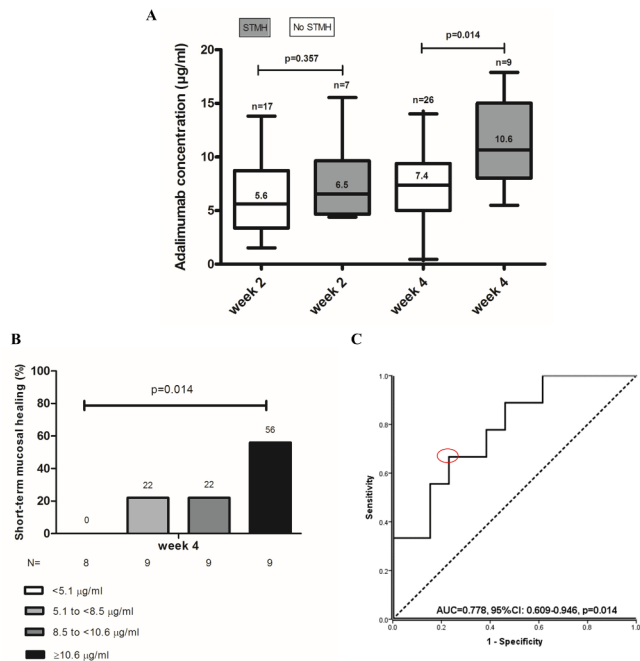 A
STMH
No STMH
Adalimumab concentration (µg/ml)
20
15
10
5
0
p=0.357
p=0.014
n=17
n=7
n=26
n=9
5.6
6.5
7.4
10.6
week 2
week 2
week 4
week 4
B
Short-term mucosal healing (%)
100
80
60
40
20
0
p=0.014
0
22
22
56
week 4
N= 8 9 9 9
<5.1 µg/ml
5.1 to <8.5 µg/ml
8.5 to <10.6 µg/ml
≥10.6 µg/ml
C
Sensitivity
1.0
0.8
0.6
0.4
0.2
0.0
AUC=0.778, 95%CI: 0.609-0.946, p=0.014
0.0 0.2 0.4 0.6 0.8 1.0
1 - Specificity